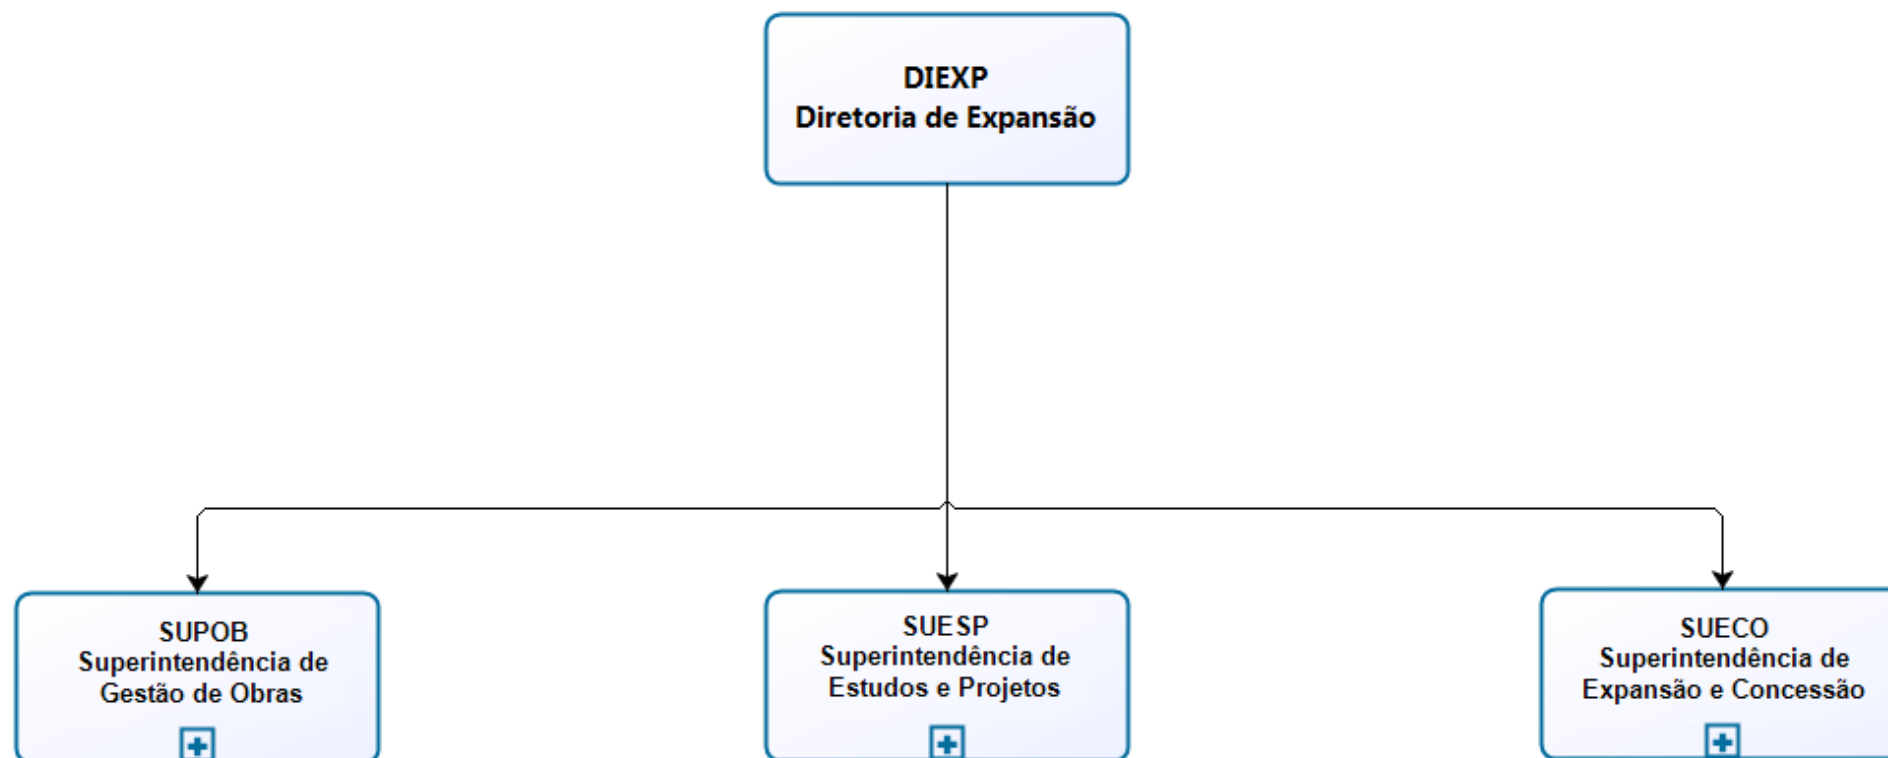 DIEXP
Diretoria de Expansão
SUPOB
Superintendência de
Gestão de Obras
SUESP
Superintendência de
Estudos e Projetos
SUECO
Superintendência de
Expansão e Concessão